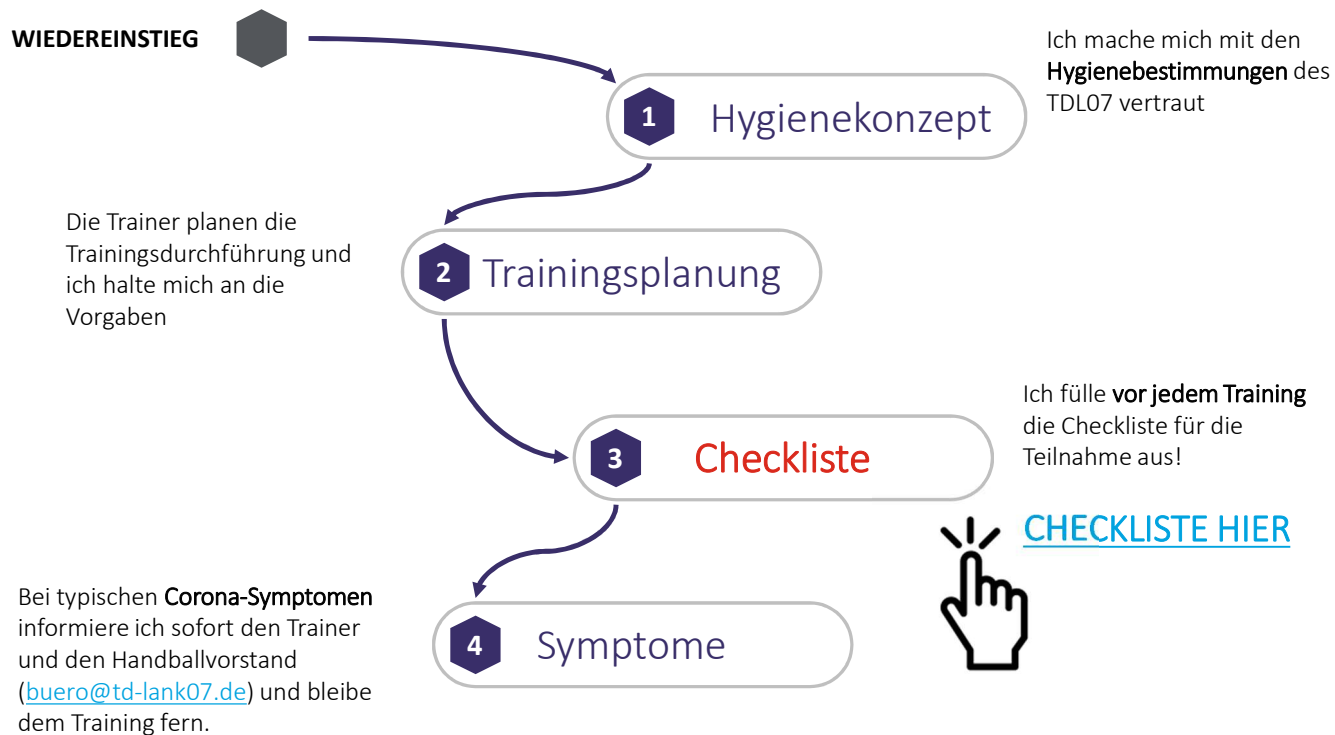 WIEDEREINSTIEG
Ich mache mich mit den
Hygienebestimmungen des
TDL07 vertraut
1 Hygienekonzept
Die Trainer planen die
Trainingsdurchführung und
ich halte mich an die
Vorgaben
2 Trainingsplanung
Ich fülle vor jedem Training
die Checkliste für die
Teilnahme aus!
3 Checkliste
CHECKLISTE HIER
Bei typischen Corona-Symptomen
informiere ich sofort den Trainer
und den Handballvorstand
(buero@td-lank07.de) und bleibe
dem Training fern.
4 Symptome